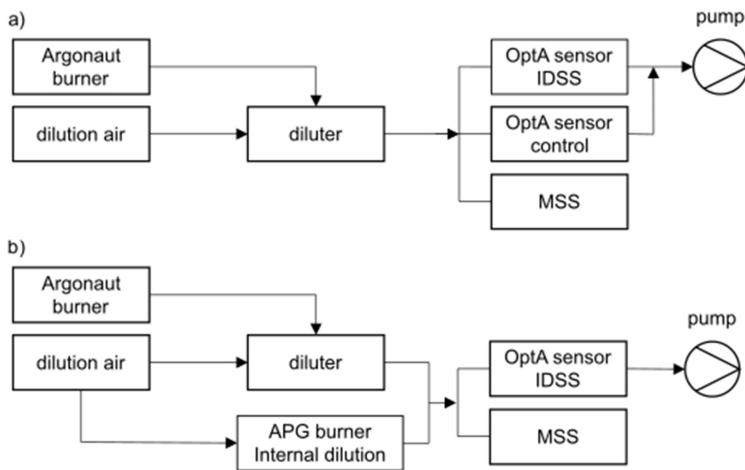 a)
pump
Argonaut
burner
OptA sensor
IDSS
dilution air
diluter
OptA sensor
control
MSS
b)
Argonaut
burner
pump
dilution air
diluter
OptA sensor
IDSS
APG burner
Internal dilution
MSS